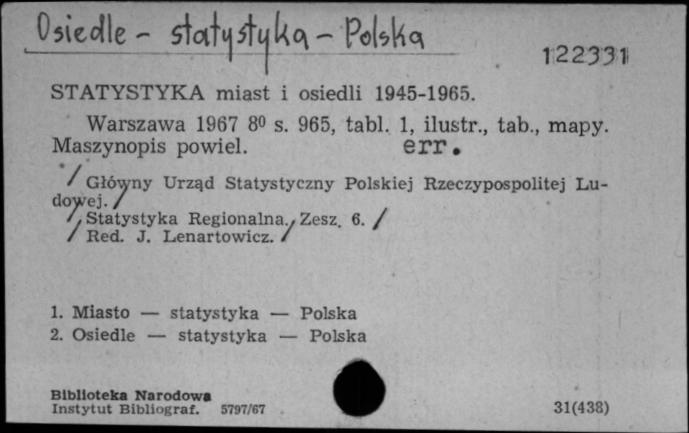 Osiedle - statystyka - Polska
122331
STATYSTYKA miast i osiedli 1945-1965.
Warszawa 1967 8º s. 965, tabl. 1, ilustr., tab., mapy.
Maszynopis powiel. err.
/ Główny Urząd Statystyczny Polskiej Rzeczypospolitej Lu-
dowej. /
/ Statystyka Regionalna. Zesz. 6. /
/ Red. J. Lenartowicz. /
1. Miasto — statystyka — Polska
2. Osiedle — statystyka — Polska
Biblioteka Narodowa
Instytut Bibliograf. 5797/67 31(438)